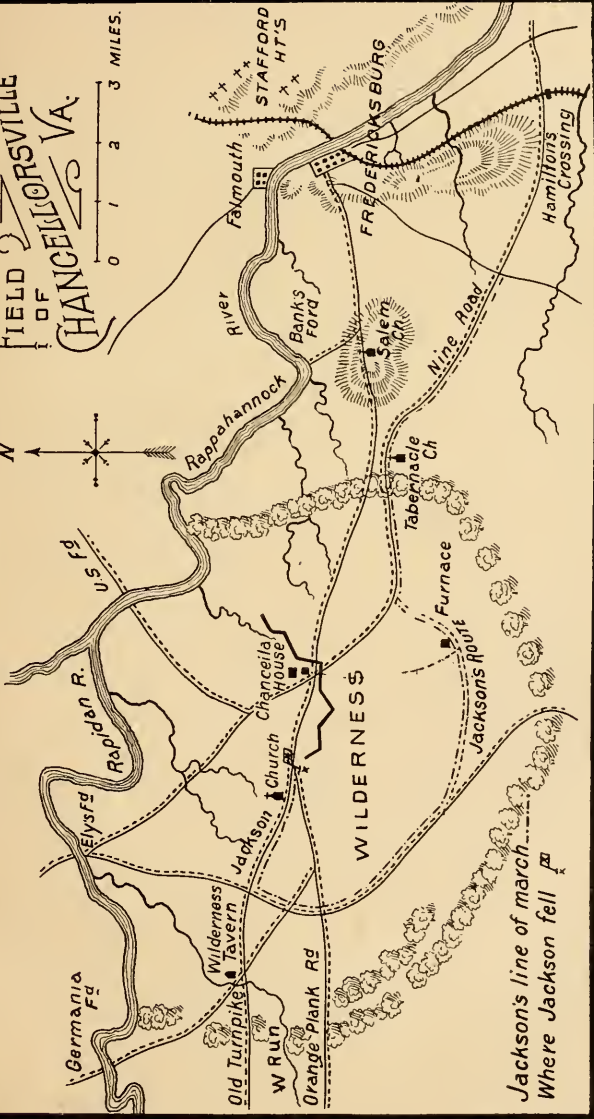 FIELD
OF
CHANCELLORSVILLE
VA.
0 1 2 3 MILES.
N
STAFFORD
HT'S
Falmouth
FREDERICKSBURG
Hamiltons
Crossing
River
Rappahannock
Banks
Ford
Salem
Ch
Nine Road
Tabernacle
Ch
U.S. Fd
Rapidan R.
Elys Fd
Germania
Fd
Chancella
House
Church
Jackson
Furnace
Jackson's ROUTE
WILDERNESS
Wilderness
Tavern
Old Turnpike
W RUN
Orange Plank Rd
Jackson's line of march
Where Jackson fell